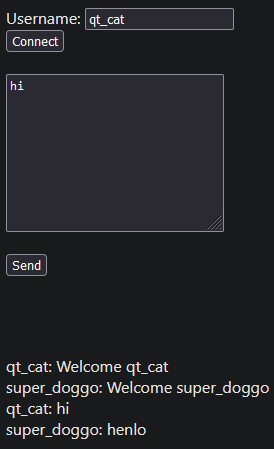 Username: qt_cat
Connect
hi
Send
qt_cat: Welcome qt_cat
super_doggo: Welcome super_doggo
qt_cat: hi
super_doggo: henlo